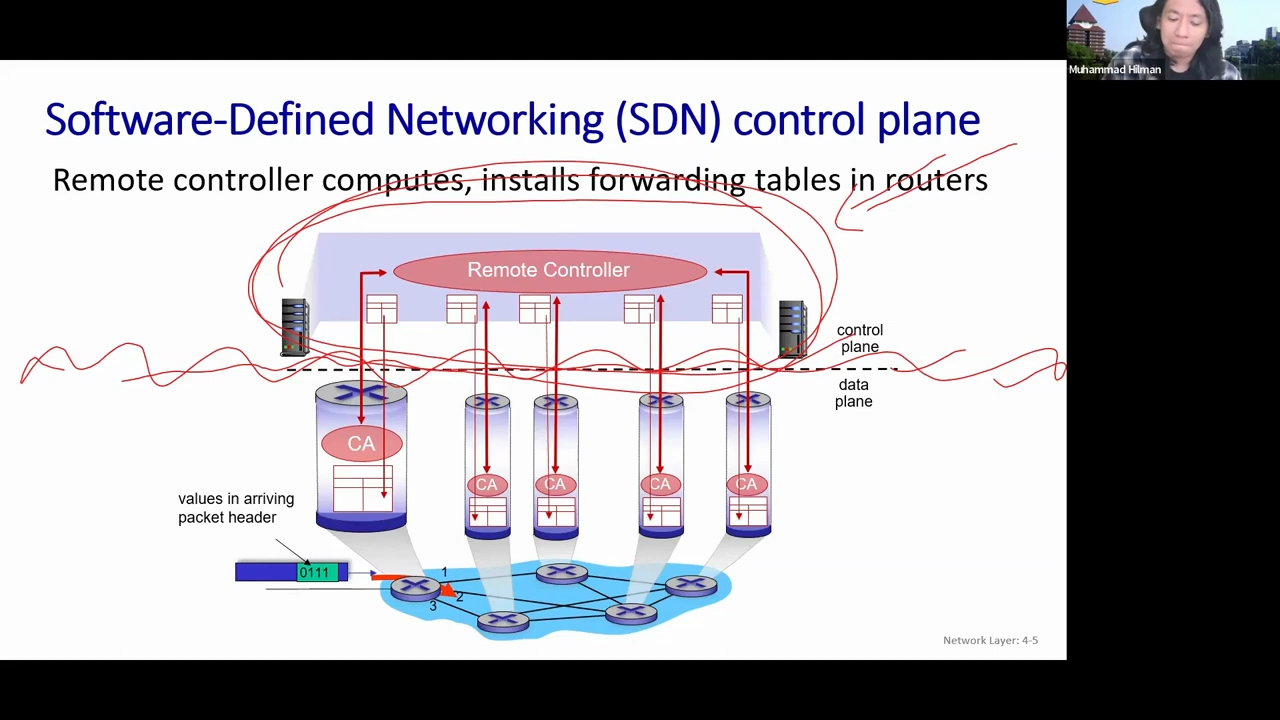 Muhammad Hilman
Software-Defined Networking (SDN) control plane
Remote controller computes, installs forwarding tables in routers
Remote Controller
control
plane
data
plane
CA
CA
CA
CA
CA
values in arriving
packet header
0111
1
2
3
Network Layer: 4-5